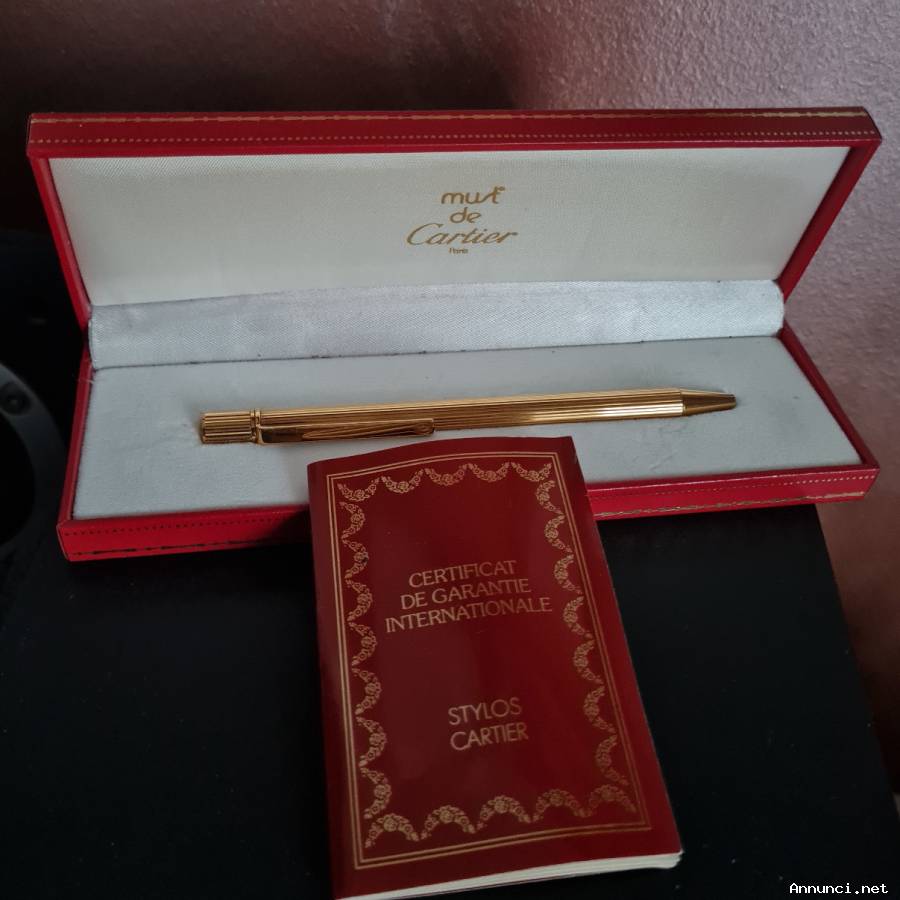 must
de
Cartier
Paris
CERTIFICAT
DE GARANTIE
INTERNATIONALE
STYLOS
CARTIER
Annunci.net